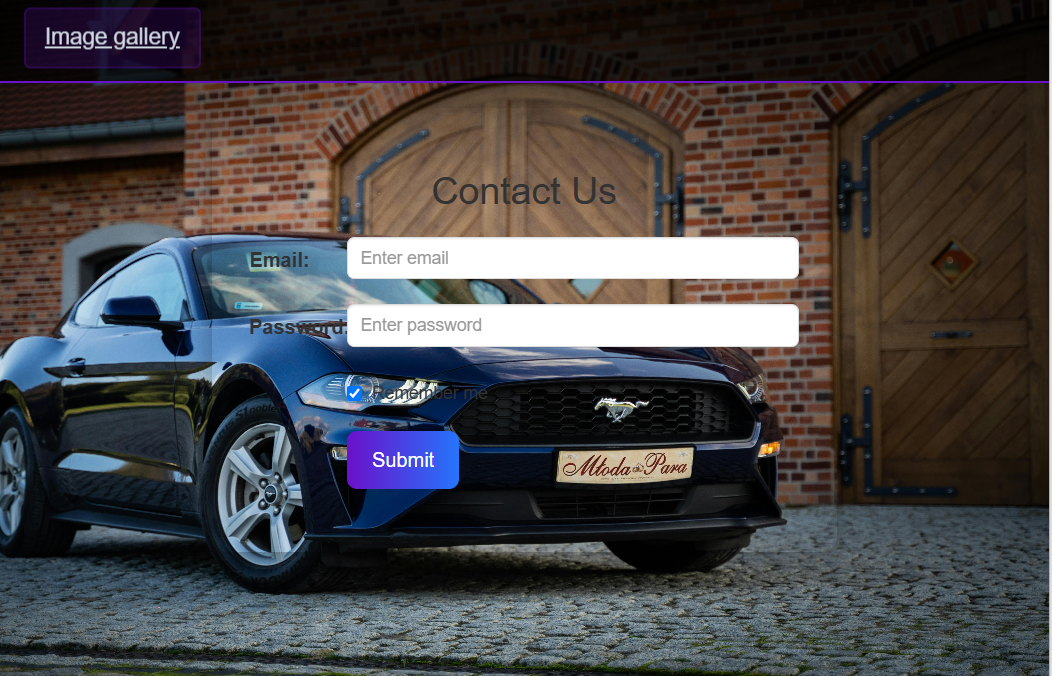 Image gallery
Contact Us
Email:
Enter email
Password:
Enter password
Remember me
Submit
Młoda Para